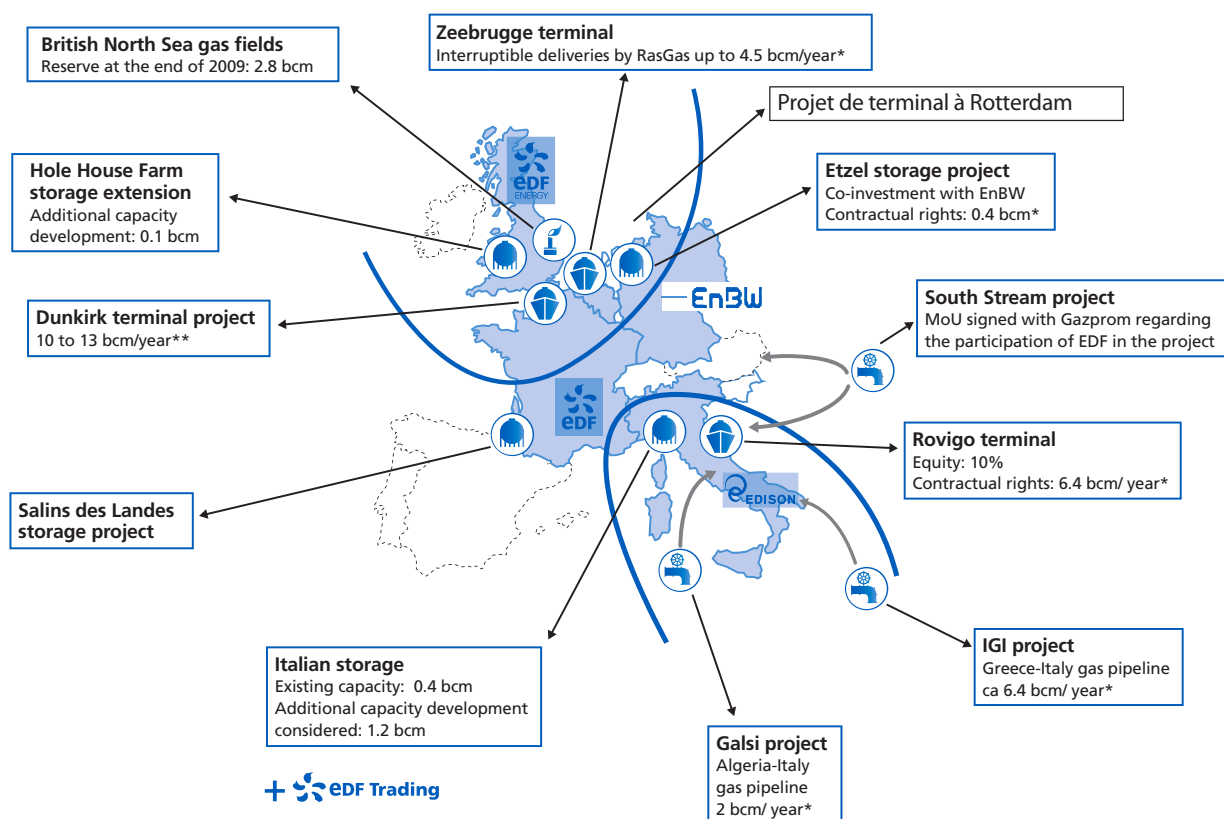 British North Sea gas fields
Reserve at the end of 2009: 2.8 bcm
Zeebrugge terminal
Interruptible deliveries by RasGas up to 4.5 bcm/year*
Projet de terminal à Rotterdam
Hole House Farm
storage extension
Additional capacity
development: 0.1 bcm
eDF
ENERGY
Etzel storage project
Co-investment with EnBW
Contractual rights: 0.4 bcm*
EnBW
Dunkirk terminal project
10 to 13 bcm/year**
South Stream project
MoU signed with Gazprom regarding
the participation of EDF in the project
eDF
Rovigo terminal
Equity: 10%
Contractual rights: 6.4 bcm/ year*
EDISON
Salins des Landes
storage project
Italian storage
Existing capacity: 0.4 bcm
Additional capacity development
considered: 1.2 bcm
IGI project
Greece-Italy gas pipeline
ca 6.4 bcm/ year*
Galsi project
Algeria-Italy
gas pipeline
2 bcm/ year*
+ eDF Trading